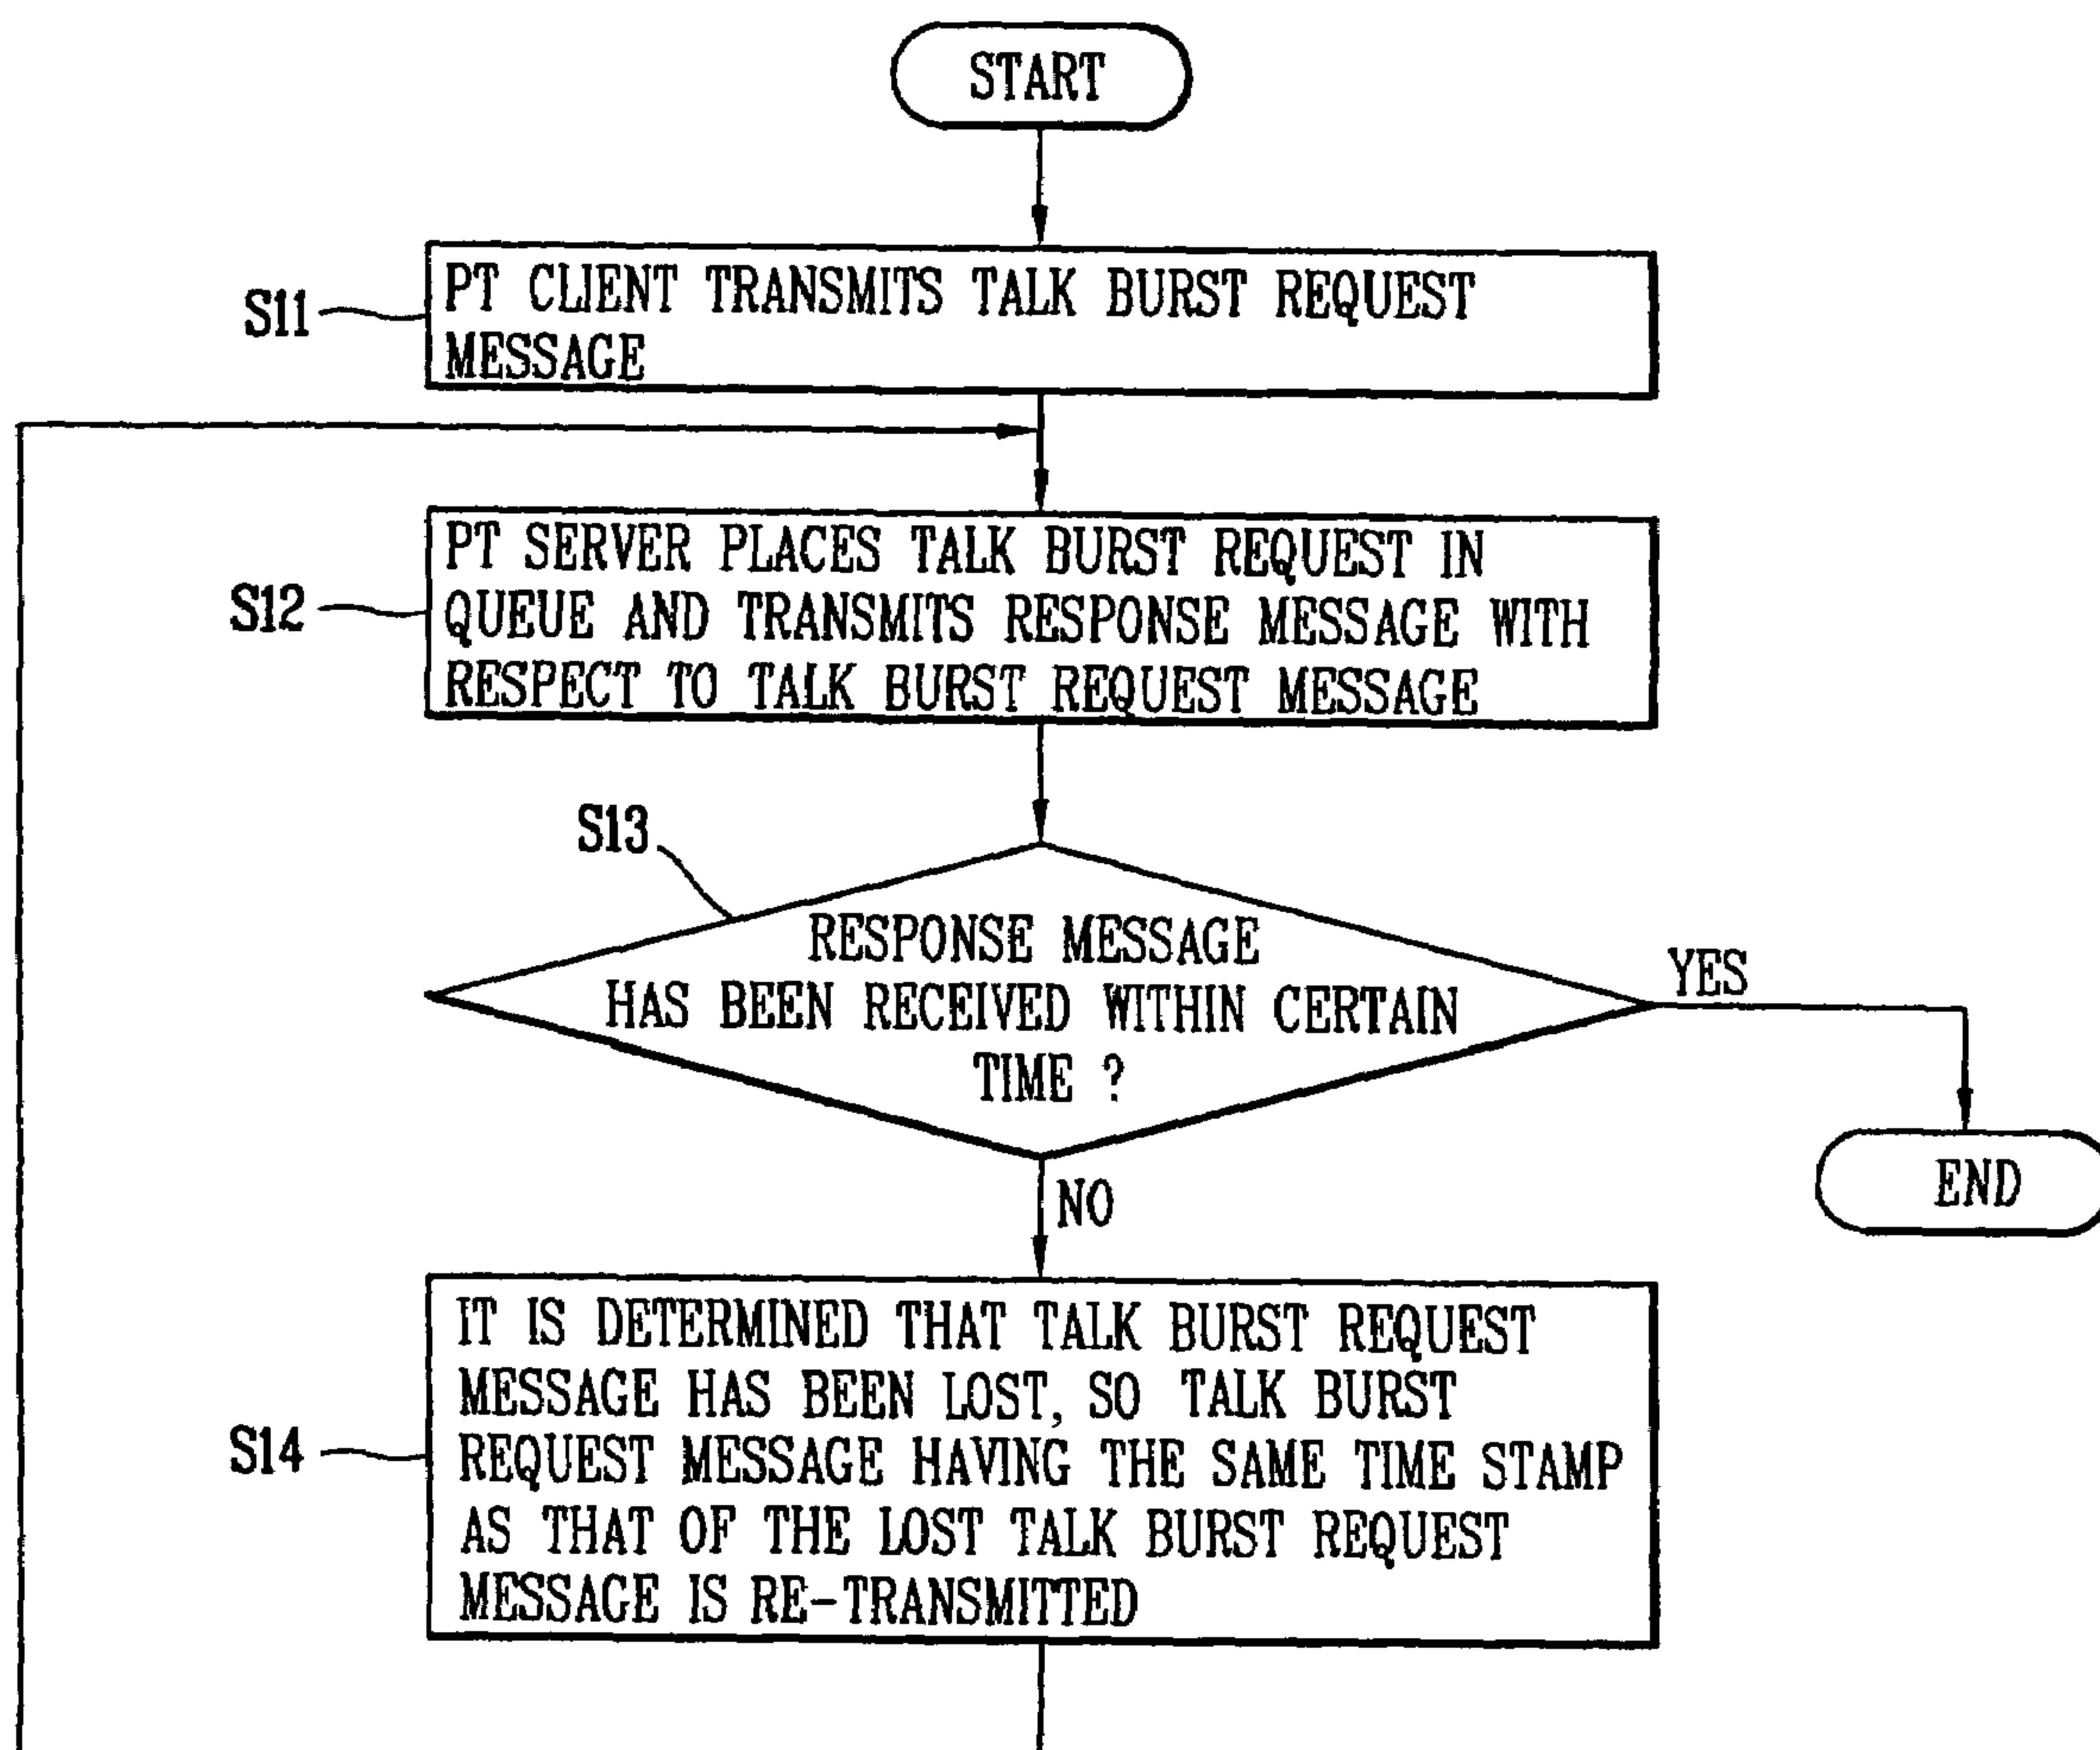 START
S11
PT CLIENT TRANSMITS TALK BURST REQUEST
MESSAGE
S12
PT SERVER PLACES TALK BURST REQUEST IN
QUEUE AND TRANSMITS RESPONSE MESSAGE WITH
RESPECT TO TALK BURST REQUEST MESSAGE
S13
RESPONSE MESSAGE
HAS BEEN RECEIVED WITHIN CERTAIN
TIME ?
YES
END
NO
S14
IT IS DETERMINED THAT TALK BURST REQUEST
MESSAGE HAS BEEN LOST, SO TALK BURST
REQUEST MESSAGE HAVING THE SAME TIME STAMP
AS THAT OF THE LOST TALK BURST REQUEST
MESSAGE IS RE-TRANSMITTED